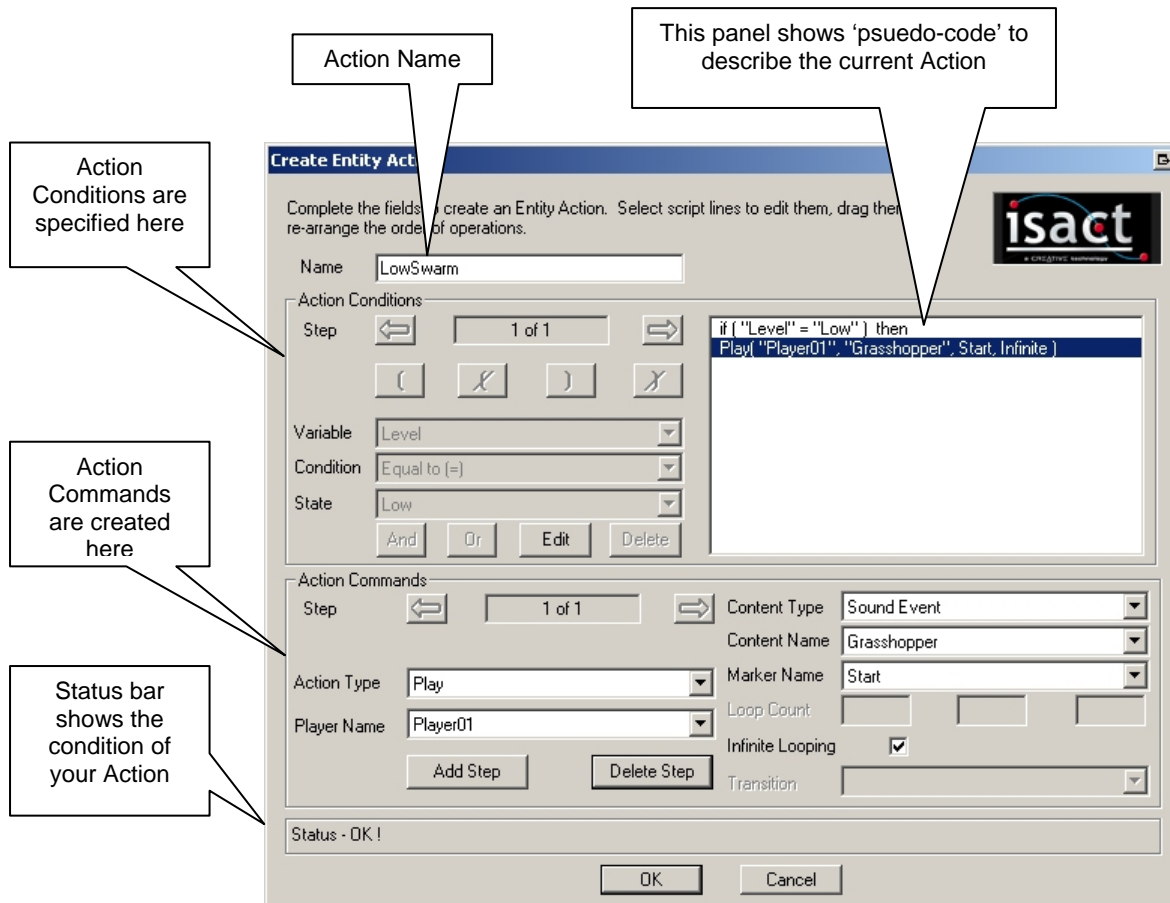 This panel shows ‘psuedo-code’ to
describe the current Action
Action Name
Action
Conditions are
specified here
Create Entity Act
Complete the fields to create an Entity Action. Select script lines to edit them, drag
re-arrange the order of operations.
isact
a CREATIVE technology
Name LowSwarm
Action Conditions
Step 1 of 1
( ( ) )
if ( "Level" = "Low" ) then
Play( "Player01", "Grasshopper", Start, Infinite )
Variable Level
Condition Equal to (=)
State Low
And Or Edit Delete
Action
Commands
are created
here
Action Commands
Step 1 of 1
Content Type Sound Event
Content Name Grasshopper
Action Type Play
Marker Name Start
Player Name Player01
Loop Count
Infinite Looping
Add Step Delete Step
Transition
Status bar
shows the
condition of
your Action
Status - OK !
OK Cancel